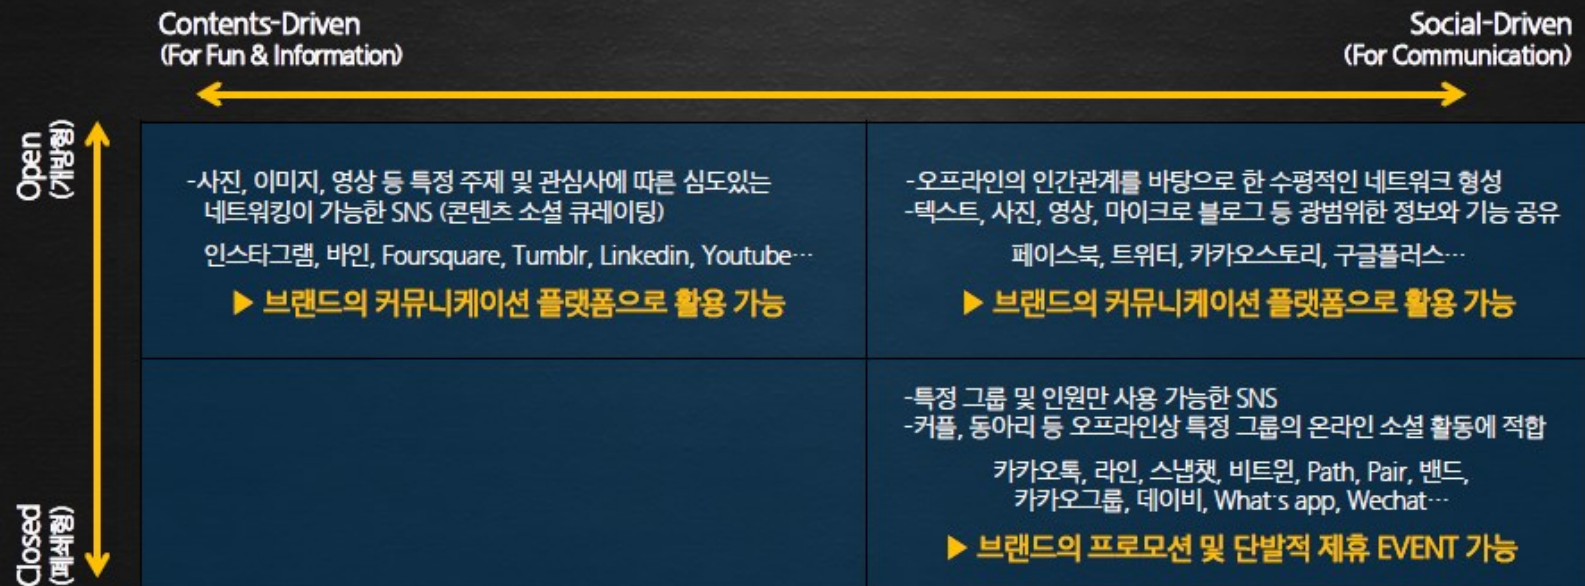 Contents-Driven
(For Fun & Information)
Social-Driven
(For Communication)
Open
(개방형)
-사진, 이미지, 영상 등 특정 주제 및 관심사에 따른 심도있는
네트워킹이 가능한 SNS (콘텐츠 소셜 큐레이팅)
인스타그램, 바인, Foursquare, Tumblr, Linkedin, Youtube…
▶ 브랜드의 커뮤니케이션 플랫폼으로 활용 가능
-오프라인의 인간관계를 바탕으로 한 수평적인 네트워크 형성
-텍스트, 사진, 영상, 마이크로 블로그 등 광범위한 정보와 기능 공유
페이스북, 트위터, 카카오스토리, 구글플러스…
▶ 브랜드의 커뮤니케이션 플랫폼으로 활용 가능
Closed
(폐쇄형)
-특정 그룹 및 인원만 사용 가능한 SNS
-커플, 동아리 등 오프라인상 특정 그룹의 온라인 소셜 활동에 적합
카카오톡, 라인, 스냅챗, 비트윈, Path, Pair, 밴드,
카카오그룹, 데이비, What's app, Wechat…
▶ 브랜드의 프로모션 및 단발적 제휴 EVENT 가능